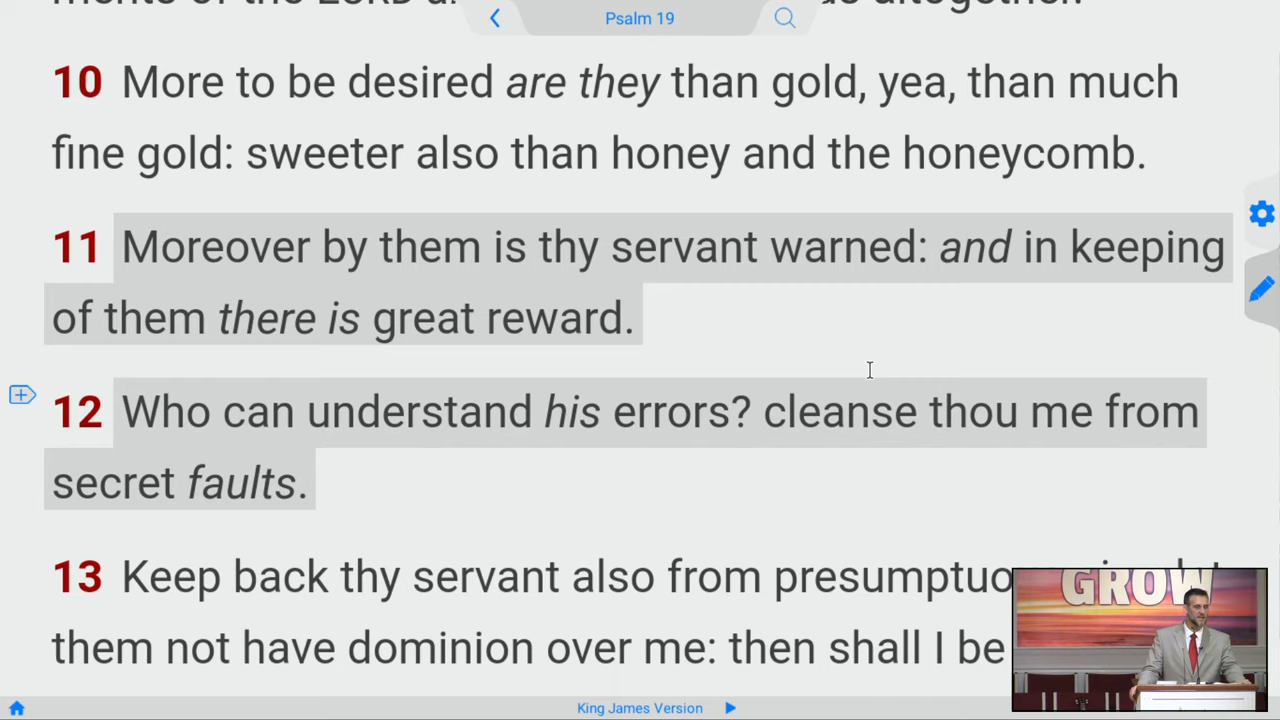 Psalm 19
10 More to be desired are they than gold, yea, than much
fine gold: sweeter also than honey and the honeycomb.
11 Moreover by them is thy servant warned: and in keeping
of them there is great reward.
12 Who can understand his errors? cleanse thou me from
secret faults.
13 Keep back thy servant also from
them not have dominion over me: then shall I be
GROW
King James Version